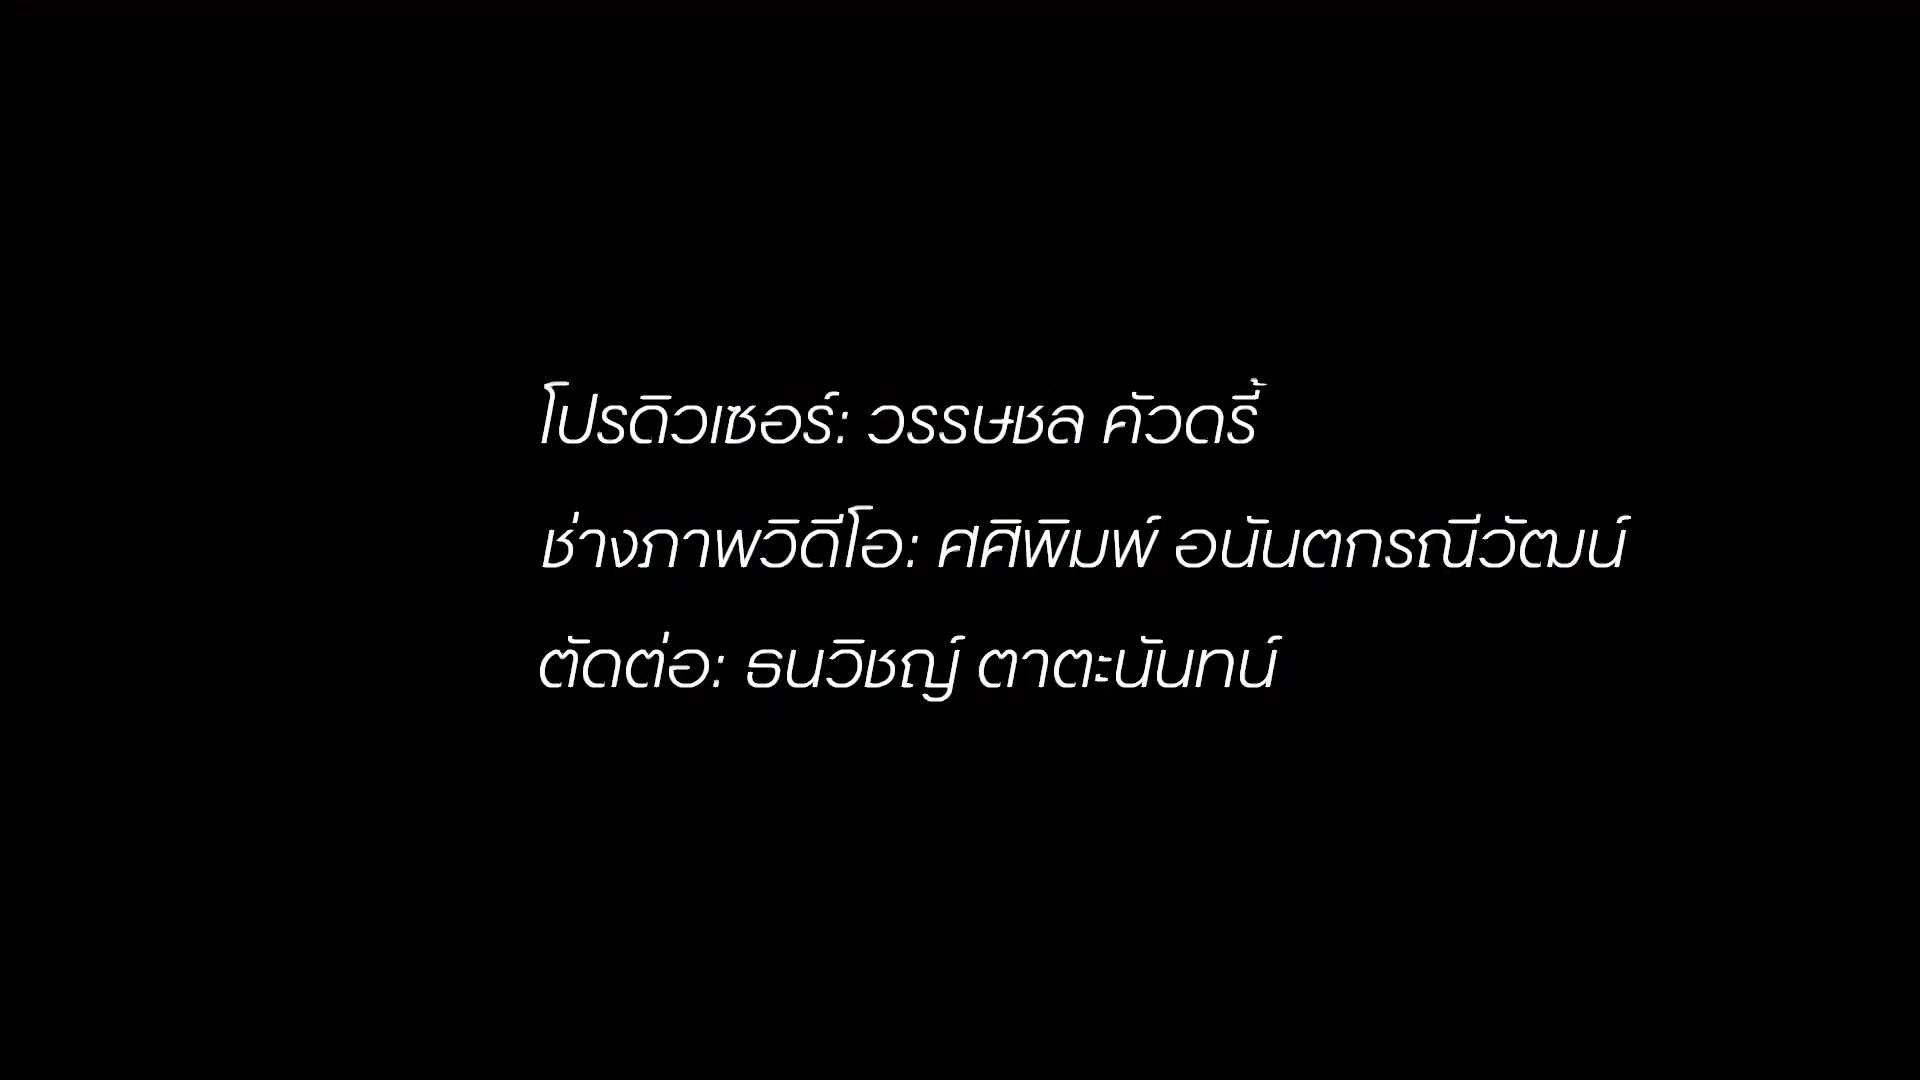 โปรดิวเซอร์: วรรษชล คัวดรี้
ช่างภาพวิดีโอ: ศศิพิมพ์ อนันตกรณีวัฒน์
ตัดต่อ: ธนวิชญ์ ตาตะนันทน์